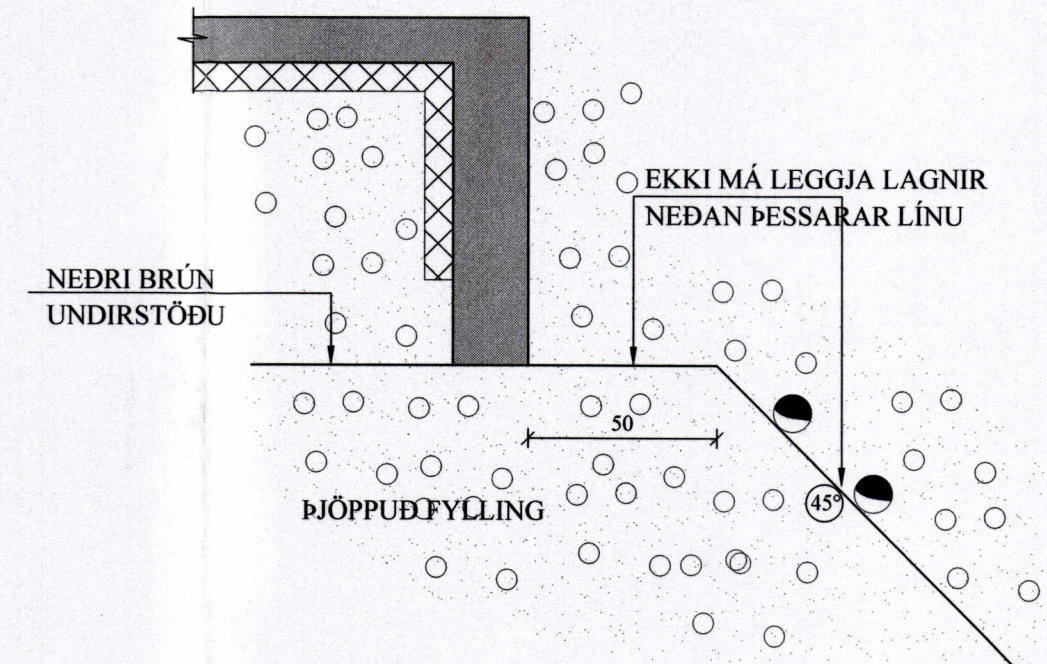 EKKI MÁ LEGGJA LAGNIR
NEÐAN ÞESSARAR LÍNU
NEÐRI BRÚN
UNDIRSTÖÐU
50
ÞJÖPPUÐ FYLLING
45°